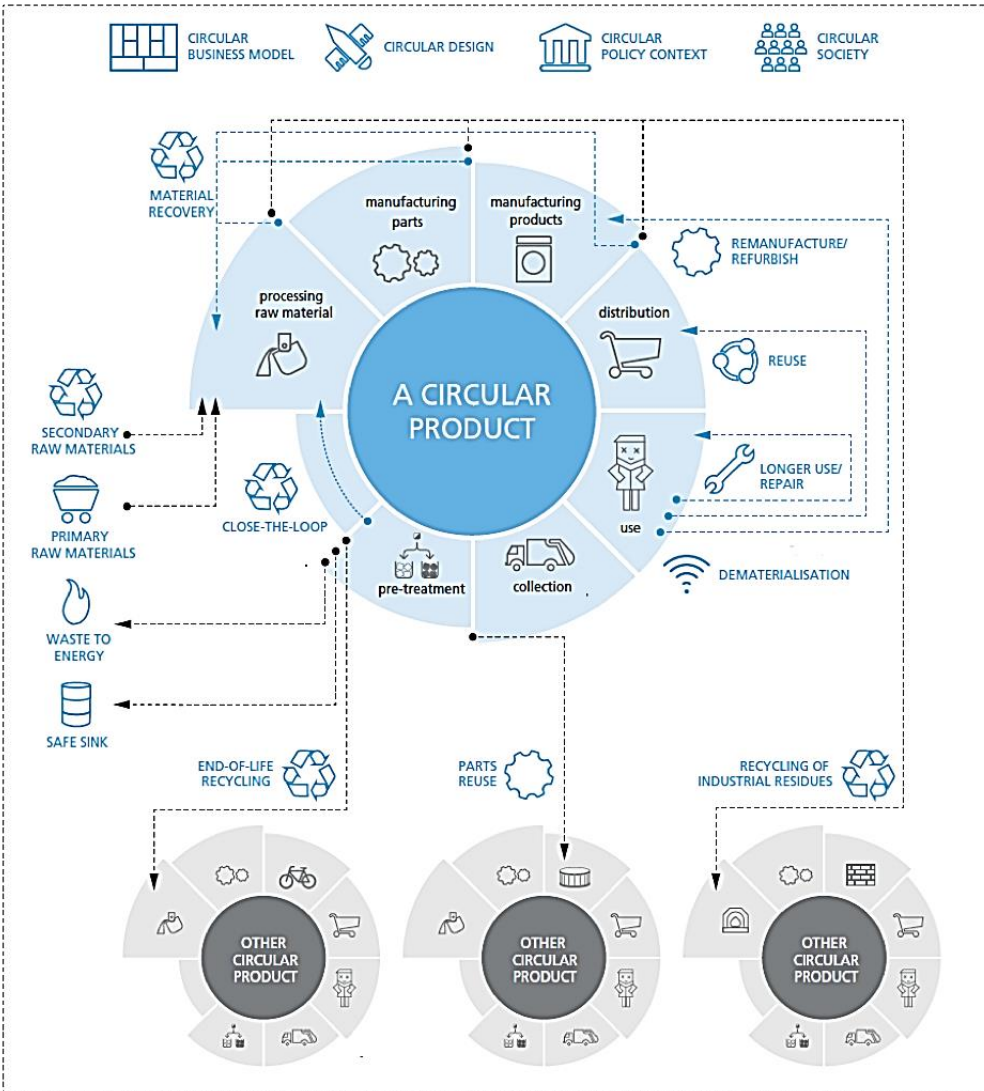 CIRCULAR
BUSINESS MODEL
CIRCULAR DESIGN
CIRCULAR
POLICY CONTEXT
CIRCULAR
SOCIETY
MATERIAL
RECOVERY
manufacturing
parts
manufacturing
products
REMANUFACTURE/
REFURBISH
processing
raw material
distribution
A CIRCULAR
PRODUCT
REUSE
SECONDARY
RAW MATERIALS
LONGER USE/
REPAIR
CLOSE-THE-LOOP
PRIMARY
RAW MATERIALS
use
pre-treatment
collection
DEMATERIALISATION
WASTE TO
ENERGY
SAFE SINK
END-OF-LIFE
RECYCLING
PARTS
REUSE
RECYCLING OF
INDUSTRIAL RESIDUES
OTHER
CIRCULAR
PRODUCT
OTHER
CIRCULAR
PRODUCT
OTHER
CIRCULAR
PRODUCT